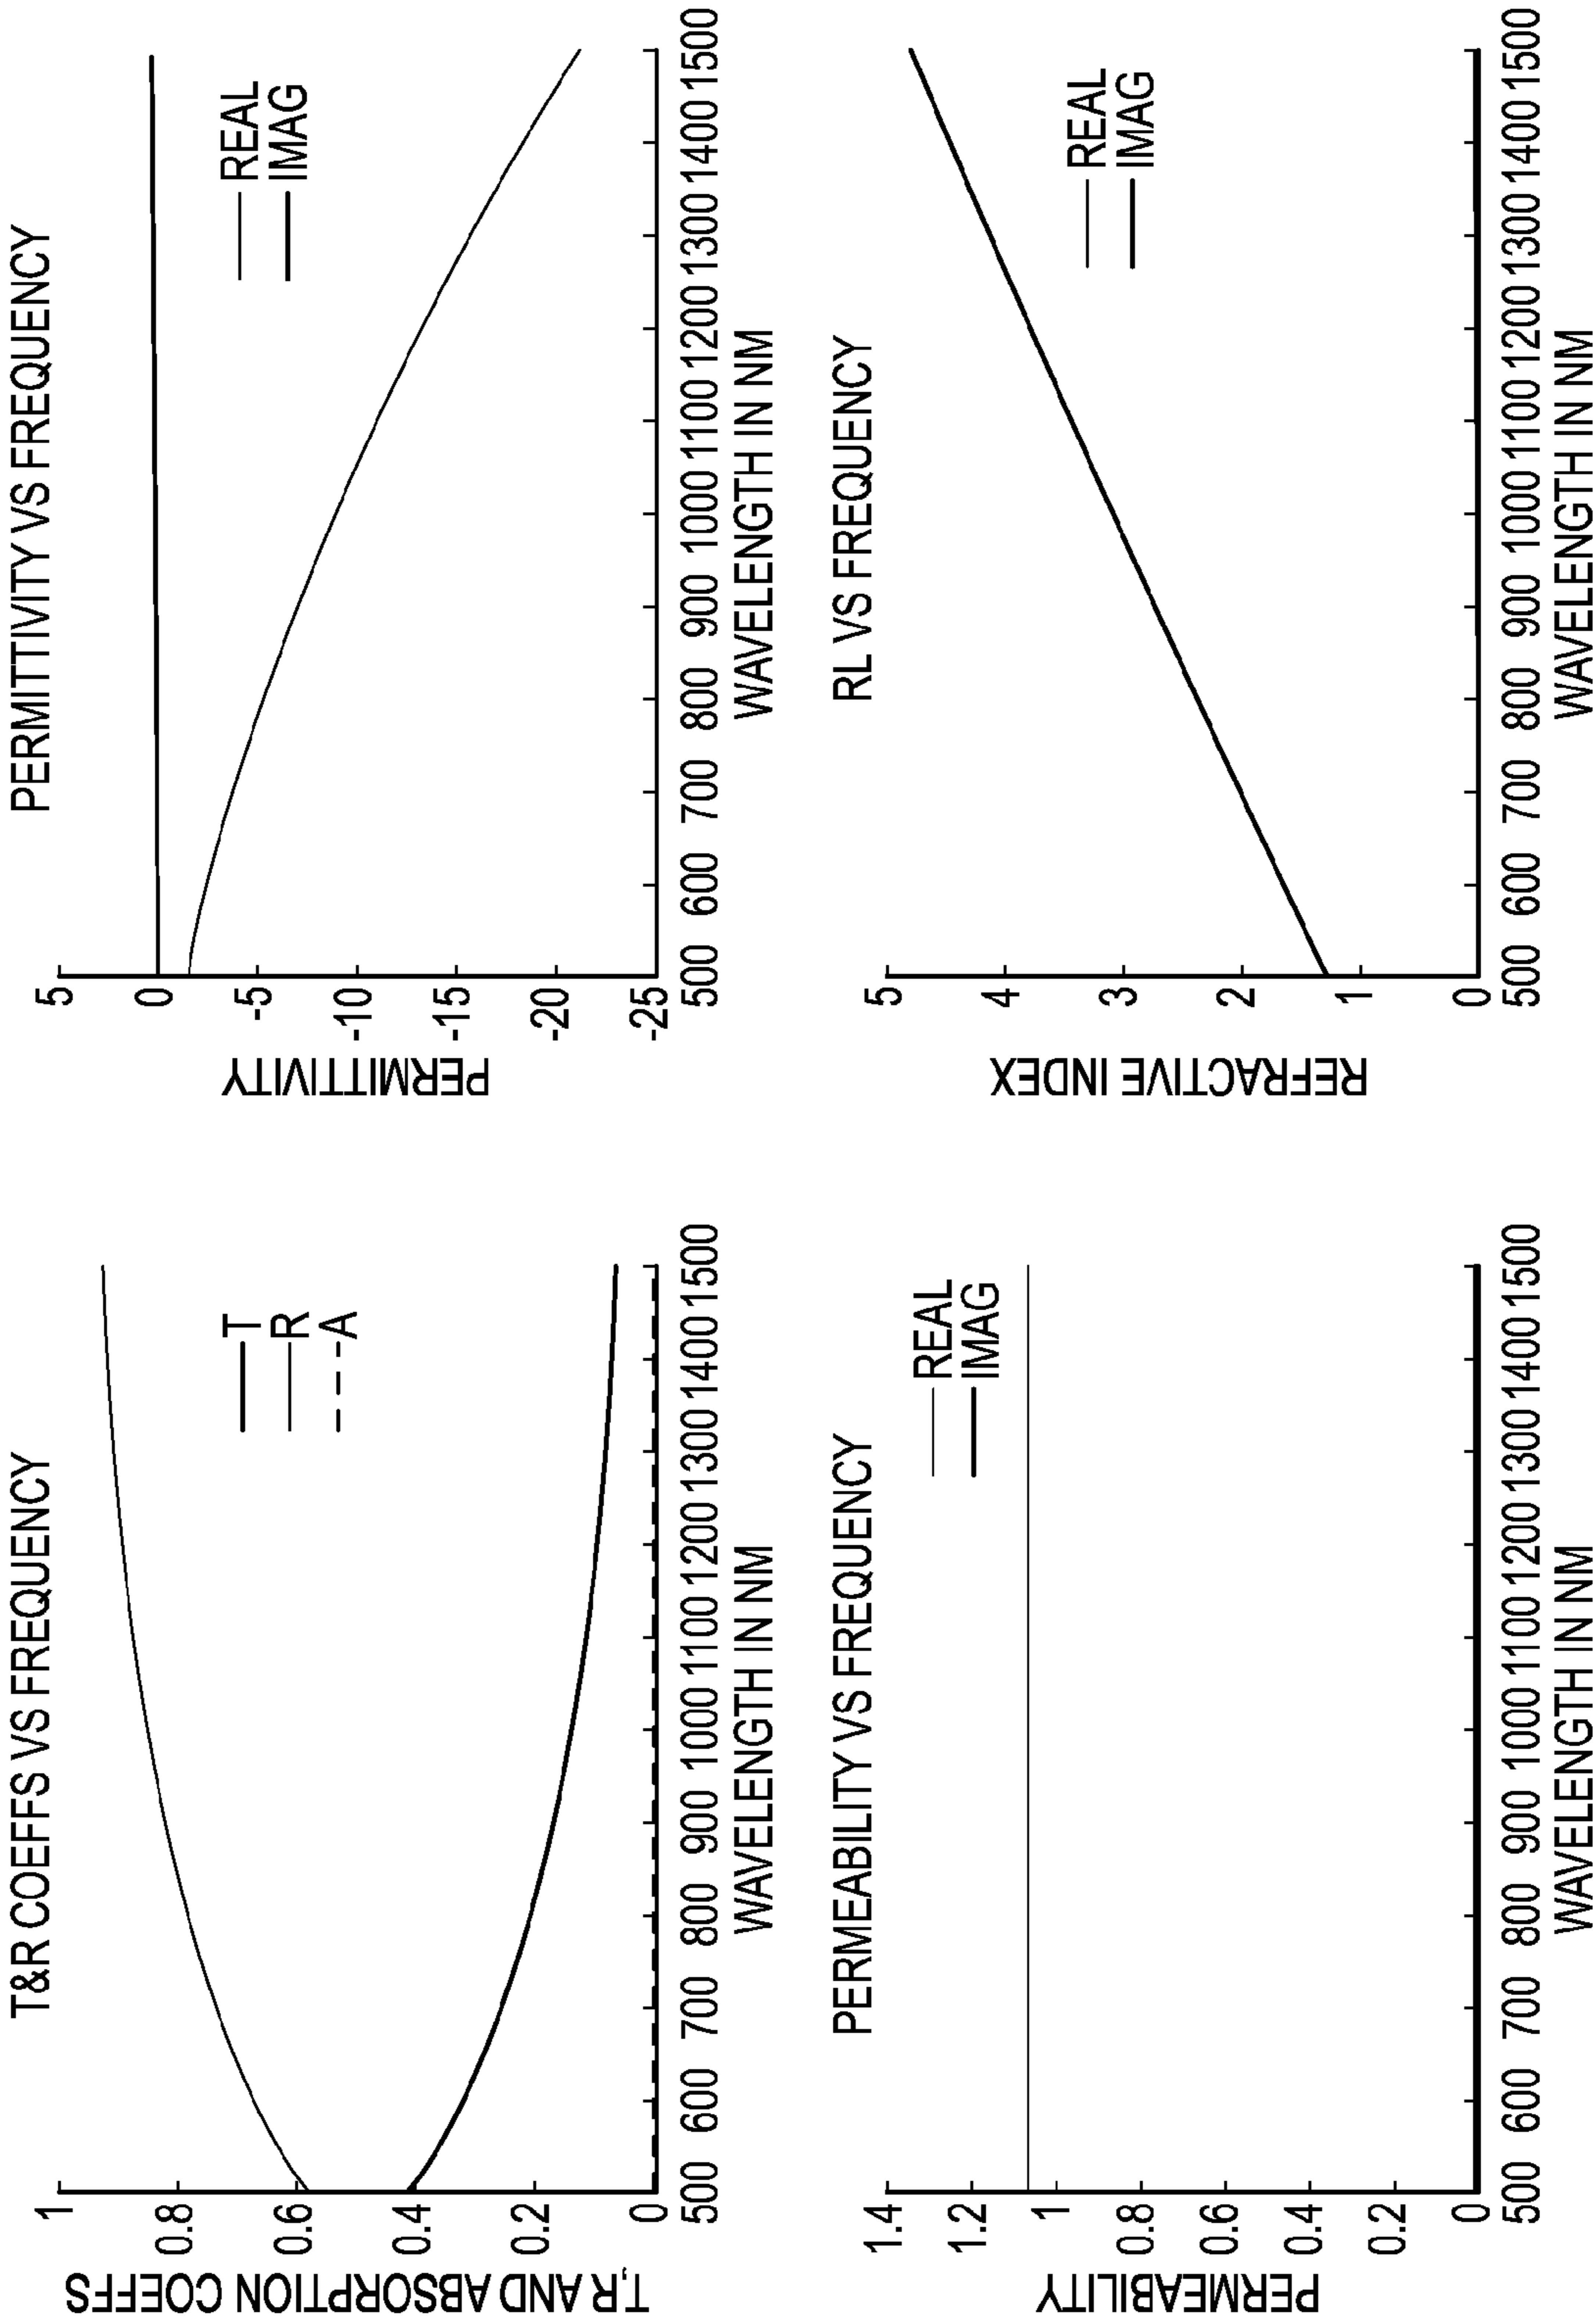 T&R COEFFS VS FREQUENCY
T,R AND ABSORPTION COEFFS
1
0.8
0.6
0.4
0.2
0
T
R
A
500 600 700 800 900 1000 1100 1200 1300 1400 1500
WAVELENGTH IN NM
PERMITTIVITY VS FREQUENCY
PERMITTIVITY
5
0
-5
-10
-15
-20
-25
REAL
IMAG
500 600 700 800 900 1000 1100 1200 1300 1400 1500
WAVELENGTH IN NM
PERMEABILITY VS FREQUENCY
PERMEABILITY
1.4
1.2
1
0.8
0.6
0.4
0.2
0
REAL
IMAG
500 600 700 800 900 1000 1100 1200 1300 1400 1500
WAVELENGTH IN NM
RL VS FREQUENCY
REFRACTIVE INDEX
5
4
3
2
1
0
REAL
IMAG
500 600 700 800 900 1000 1100 1200 1300 1400 1500
WAVELENGTH IN NM